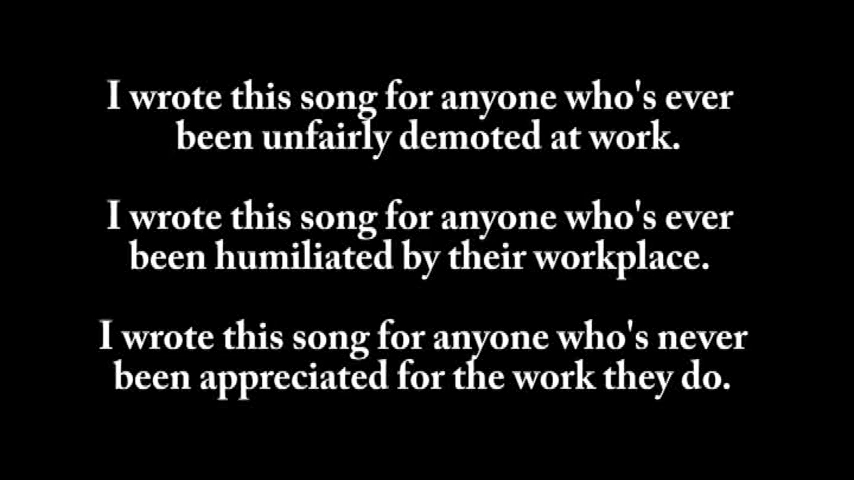 I wrote this song for anyone who's ever
been unfairly demoted at work.
I wrote this song for anyone who's ever
been humiliated by their workplace.
I wrote this song for anyone who's never
been appreciated for the work they do.